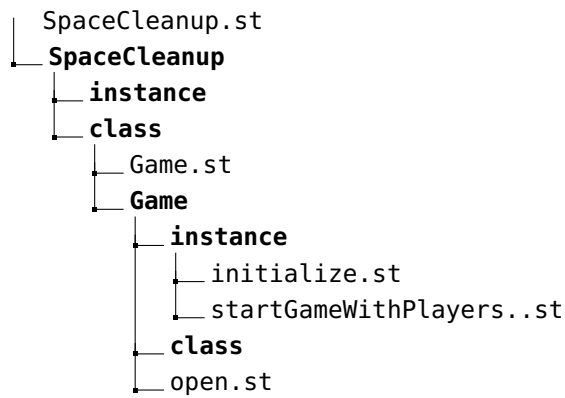 SpaceCleanup.st
SpaceCleanup
instance
class
Game.st
Game
instance
initialize.st
startGameWithPlayers..st
class
open.st